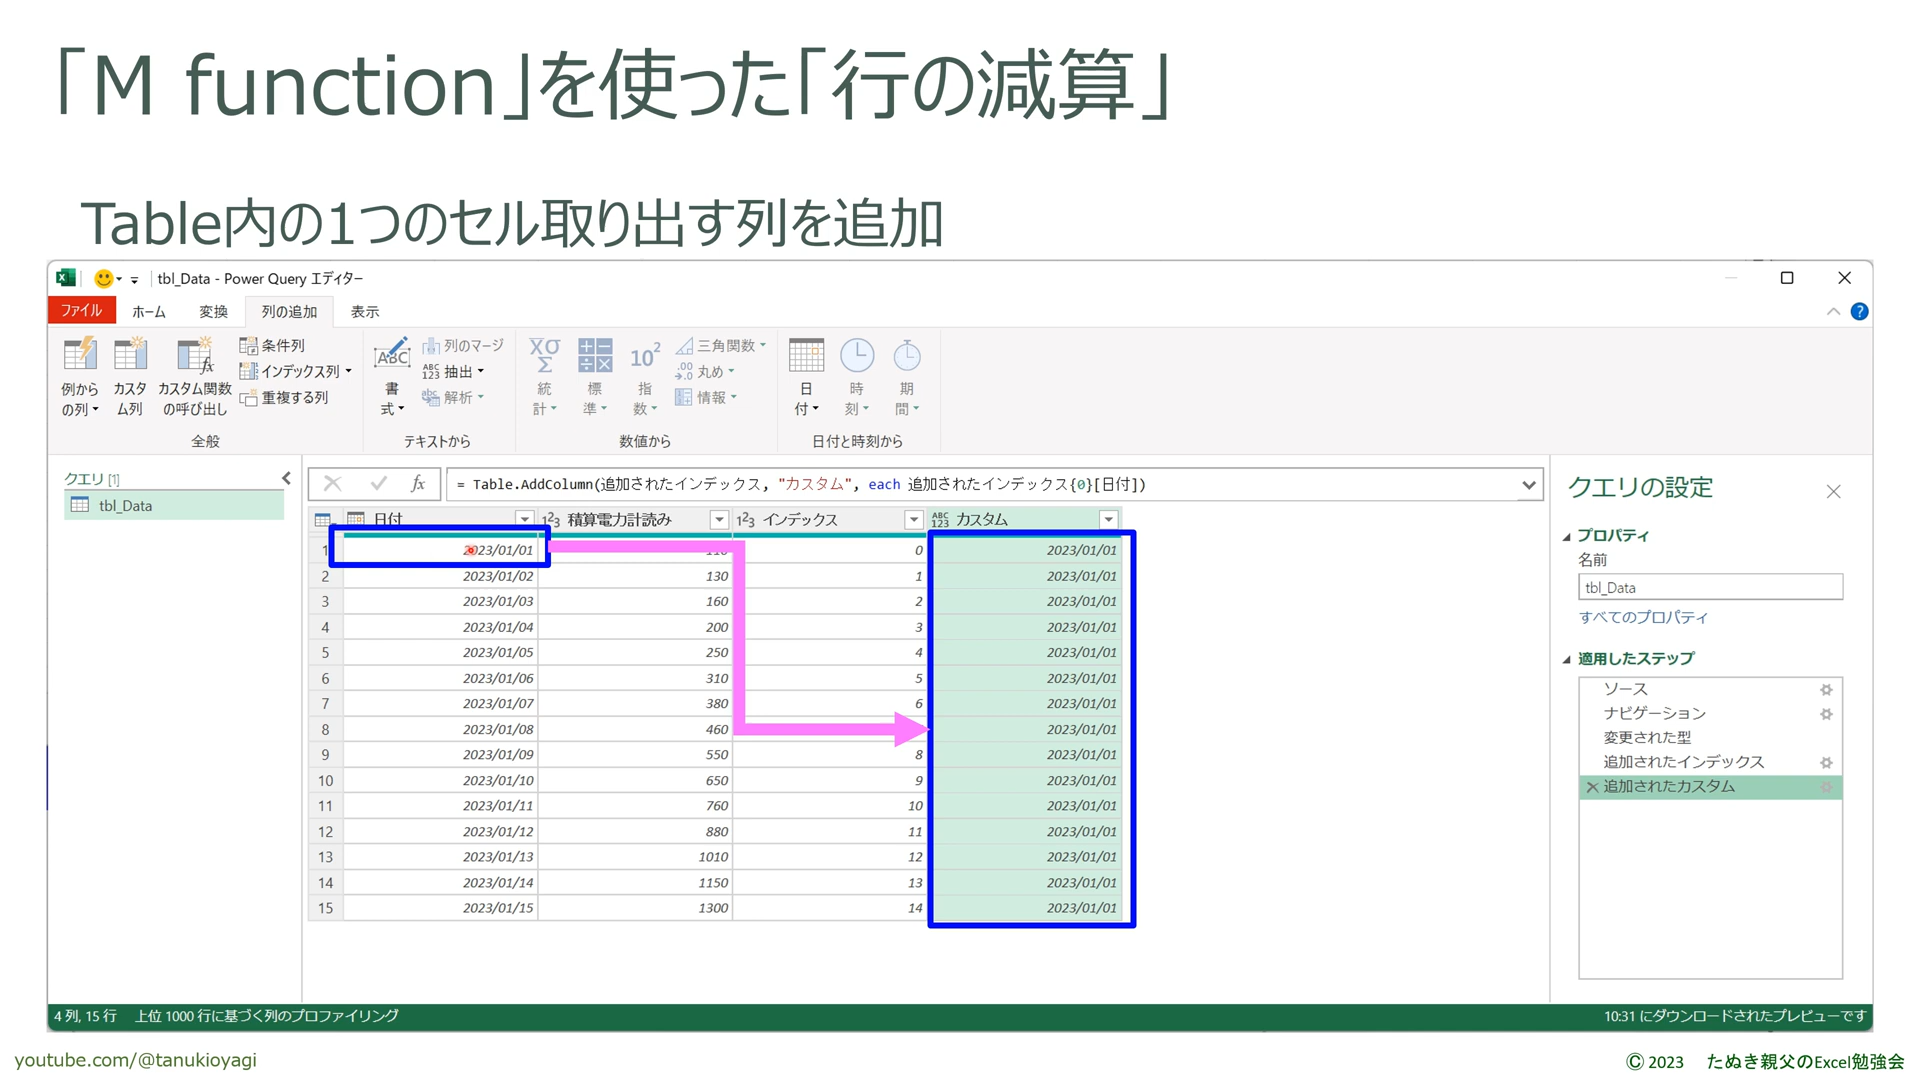 「M function」を使った「行の減算」
Table内の1つのセル取り出す列を追加
tbl_Data - Power Query エディター
ファイル ホーム 変換 列の追加 表示
例から
の列
カスタ
ム列
カスタム関数
の呼び出し
条件列
インデックス列
重複する列
全般
ABC
書
式
列のマージ
ABC
123 抽出
abc 解析
テキストから
ΧΣσ
統
計
標
準
10²
指
数
三角関数
.00
→.0 丸め
情報
数値から
日
付
時
刻
期
間
日付と時刻から
クエリ [1]
tbl_Data
fx = Table.AddColumn(追加されたインデックス, "カスタム", each 追加されたインデックス{0}[日付])
日付 123 積算電力計読み 123 インデックス ABC 123 カスタム
1 2023/01/01 0 2023/01/01
2 2023/01/02 130 1 2023/01/01
3 2023/01/03 160 2 2023/01/01
4 2023/01/04 200 3 2023/01/01
5 2023/01/05 250 4 2023/01/01
6 2023/01/06 310 5 2023/01/01
7 2023/01/07 380 6 2023/01/01
8 2023/01/08 460 2023/01/01
9 2023/01/09 550 8 2023/01/01
10 2023/01/10 650 9 2023/01/01
11 2023/01/11 760 10 2023/01/01
12 2023/01/12 880 11 2023/01/01
13 2023/01/13 1010 12 2023/01/01
14 2023/01/14 1150 13 2023/01/01
15 2023/01/15 1300 14 2023/01/01
クエリの設定
プロパティ
名前
tbl_Data
すべてのプロパティ
適用したステップ
ソース
ナビゲーション
変更された型
追加されたインデックス
追加されたカスタム
4 列, 15 行 上位 1000 行に基づく列のプロファイリング
10:31 にダウンロードされたプレビューです
youtube.com/@tanukioyagi
© 2023 たぬき親父のExcel勉強会